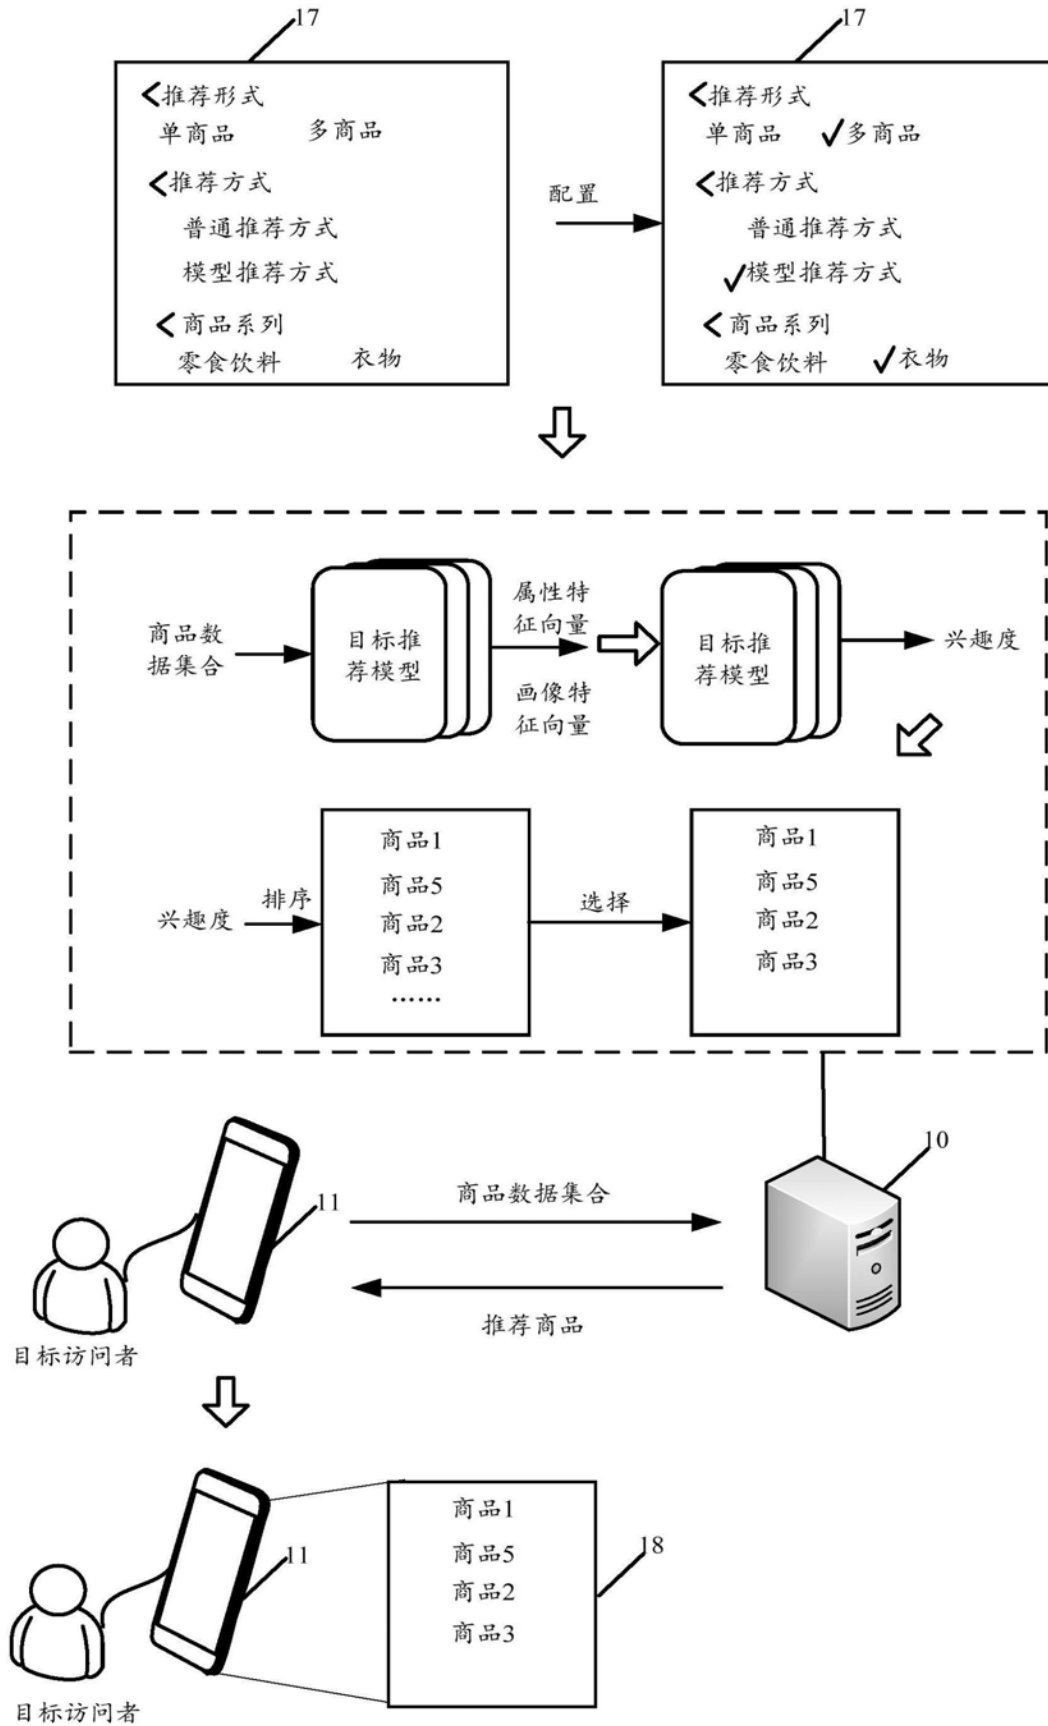 17
17
推荐形式
单商品 多商品
推荐方式
普通推荐方式
模型推荐方式
商品系列
零食饮料 衣物
配置
推荐形式
单商品 ✓多商品
推荐方式
普通推荐方式
✓模型推荐方式
商品系列
零食饮料 ✓衣物
商品数
据集合
目标推
荐模型
属性特
征向量
画像特
征向量
目标推
荐模型
兴趣度
兴趣度
排序
商品1
商品5
商品2
商品3
……
选择
商品1
商品5
商品2
商品3
10
11
商品数据集合
推荐商品
目标访问者
11
商品1
商品5
商品2
商品3
18
目标访问者